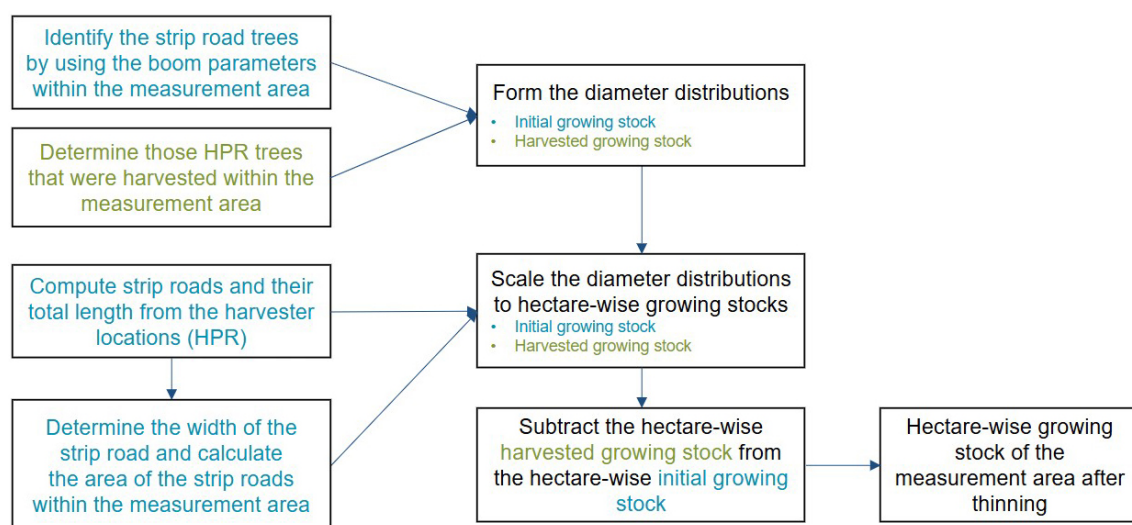 Identify the strip road trees
by using the boom parameters
within the measurement area
Determine those HPR trees
that were harvested within the
measurement area
Form the diameter distributions
• Initial growing stock
• Harvested growing stock
Compute strip roads and their
total length from the harvester
locations (HPR)
Scale the diameter distributions
to hectare-wise growing stocks
• Initial growing stock
• Harvested growing stock
Determine the width of the
strip road and calculate
the area of the strip roads
within the measurement area
Subtract the hectare-wise
harvested growing stock from
the hectare-wise initial growing
stock
Hectare-wise growing
stock of the
measurement area after
thinning